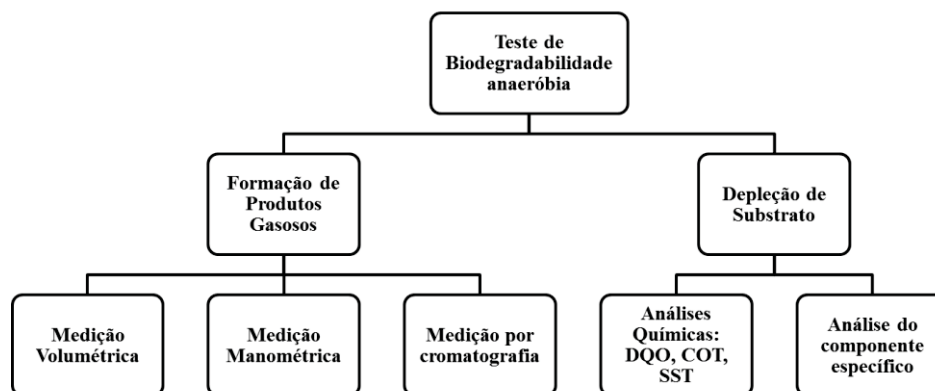 Teste de
Biodegradabilidade
anaeróbia
Formação de
Produtos
Gasosos
Depleção de
Substrato
Medição
Volumétrica
Medição
Manométrica
Medição por
cromatografia
Análises
Químicas:
DQO, COT,
SST
Análise do
componente
específico